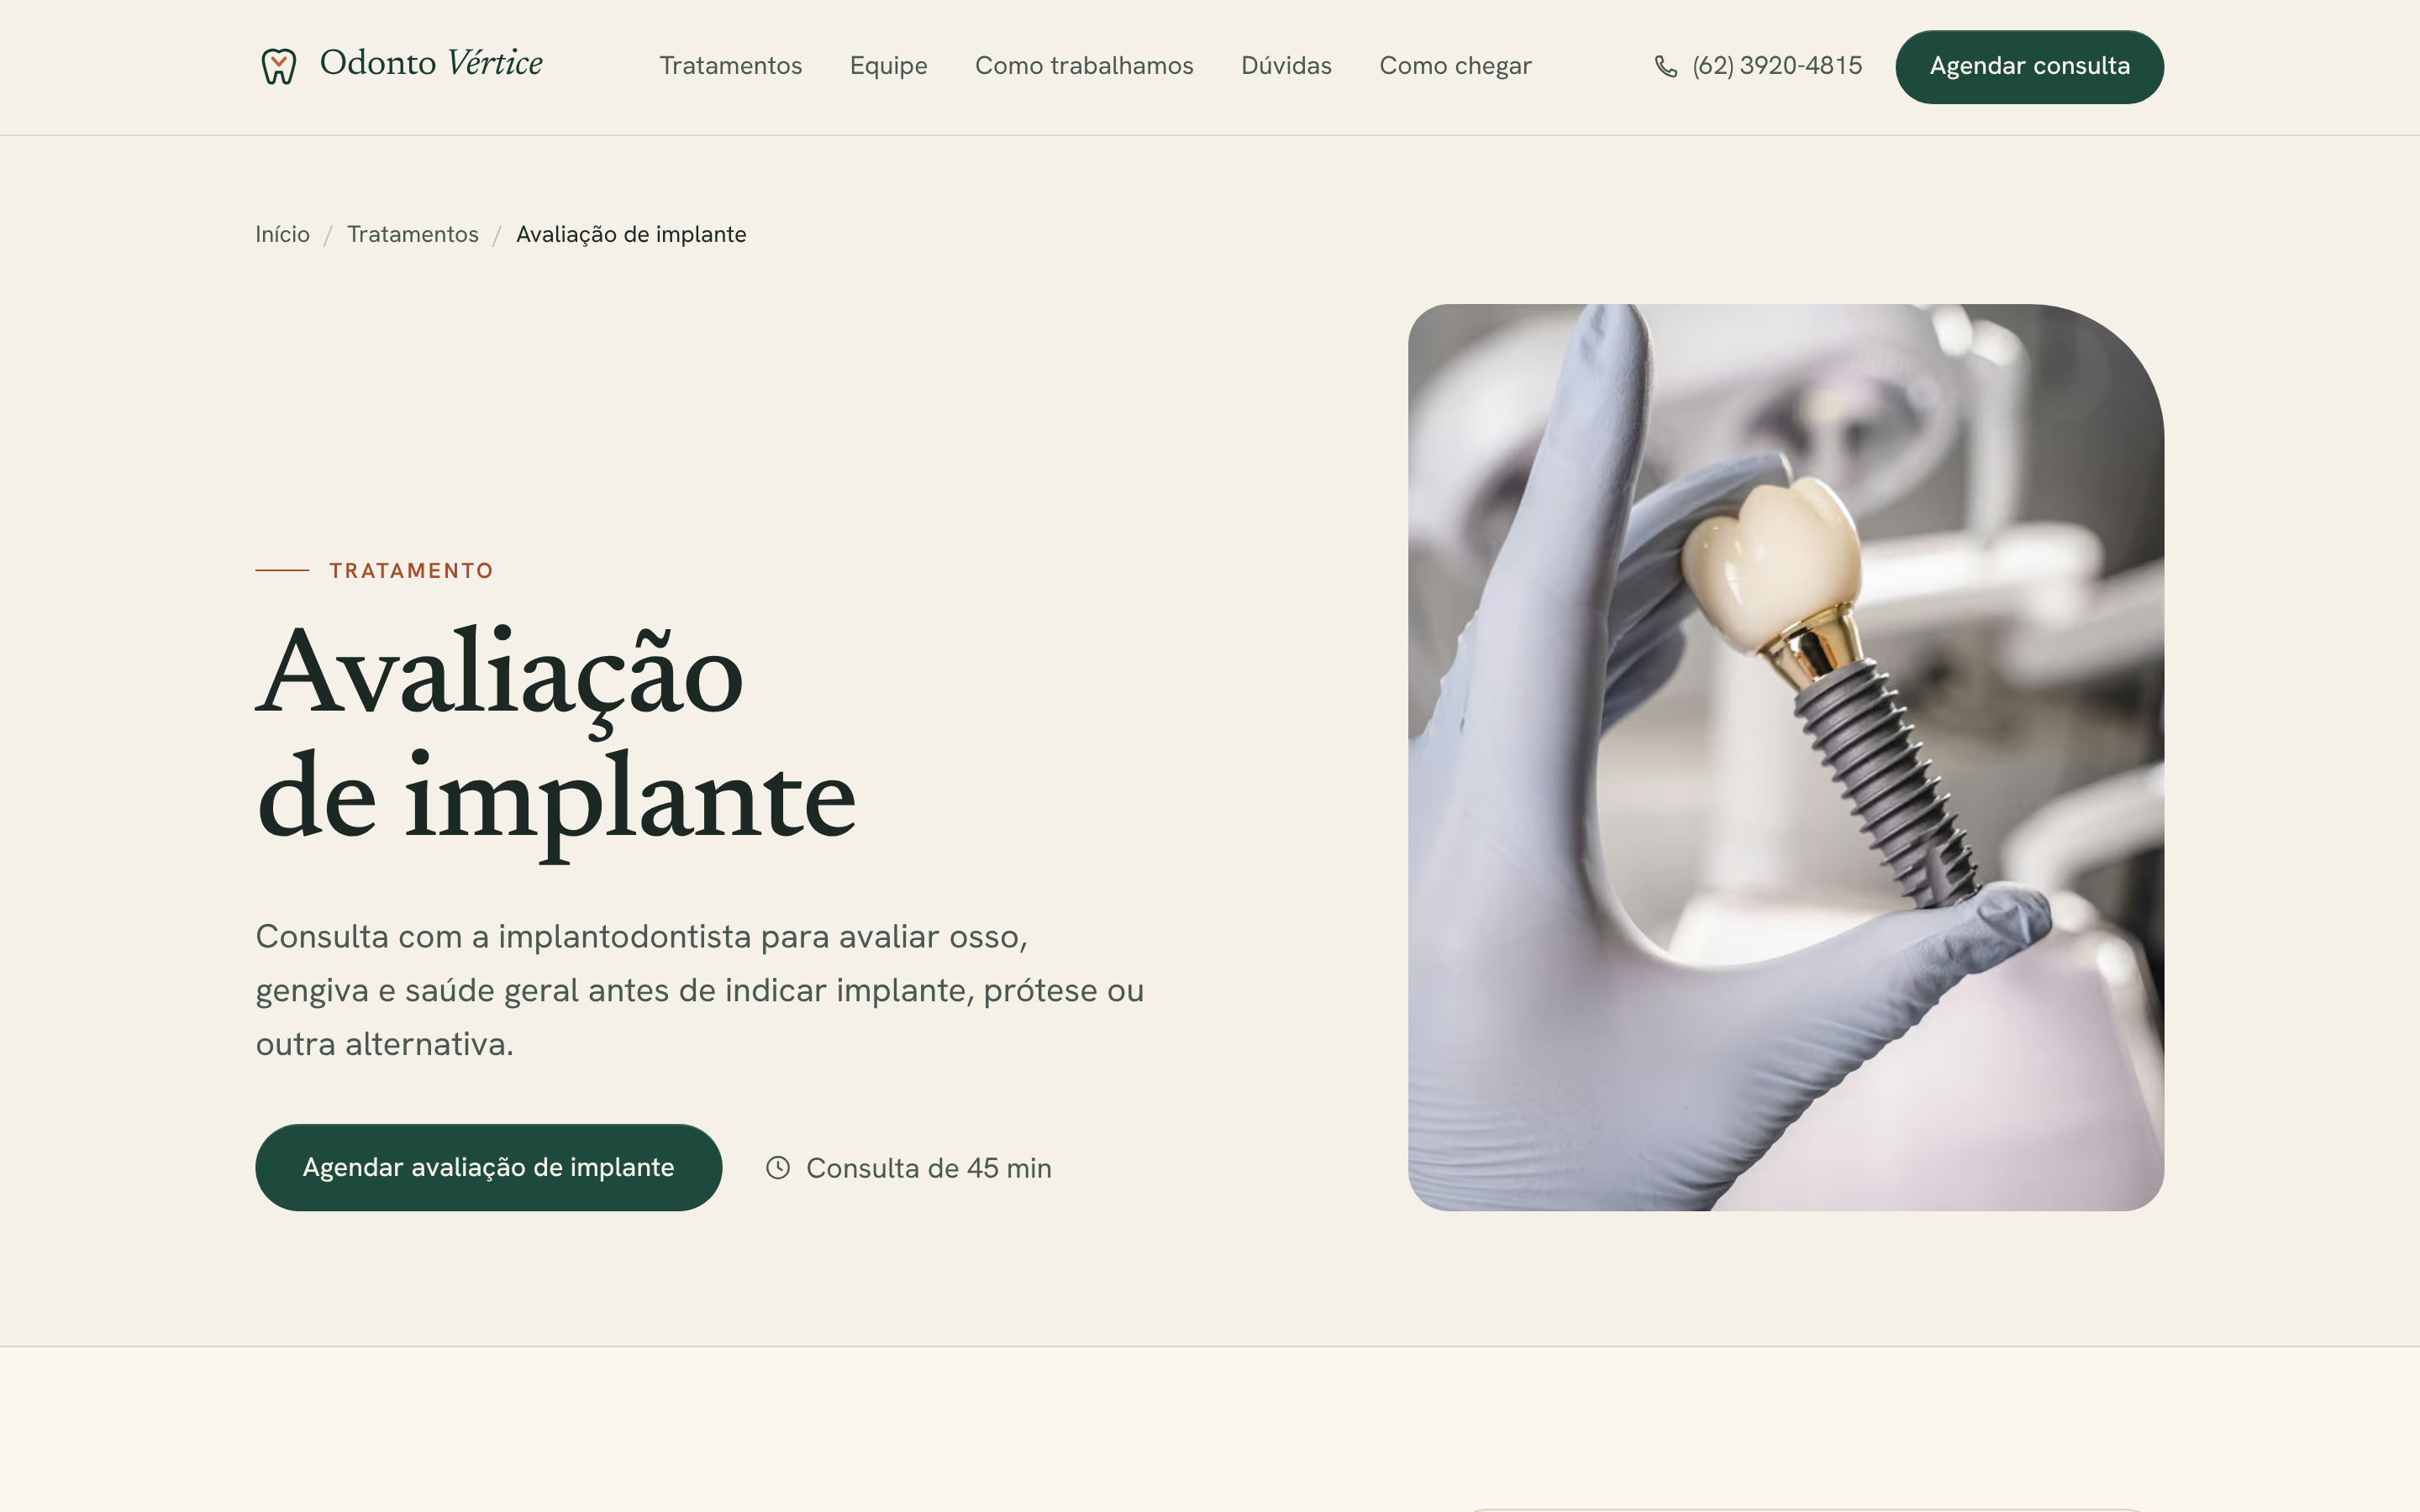 Odonto Vértice
Tratamentos
Equipe
Como trabalhamos
Dúvidas
Como chegar
(62) 3920-4815
Agendar consulta
Início / Tratamentos / Avaliação de implante
TRATAMENTO
Avaliação
de implante
Consulta com a implantodontista para avaliar osso,
gengiva e saúde geral antes de indicar implante, prótese ou
outra alternativa.
Agendar avaliação de implante
Consulta de 45 min